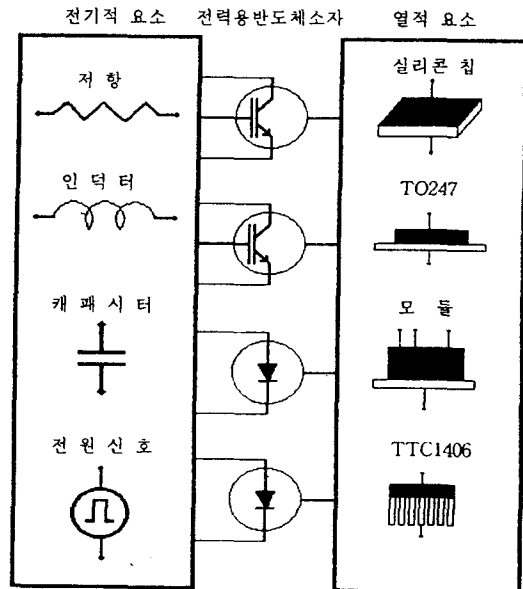 전기적 요소
전력용반도체소자
열적 요소
저항
인덕터
캐패시터
전원신호
실리콘 칩
TO247
모 듈
TTC1406